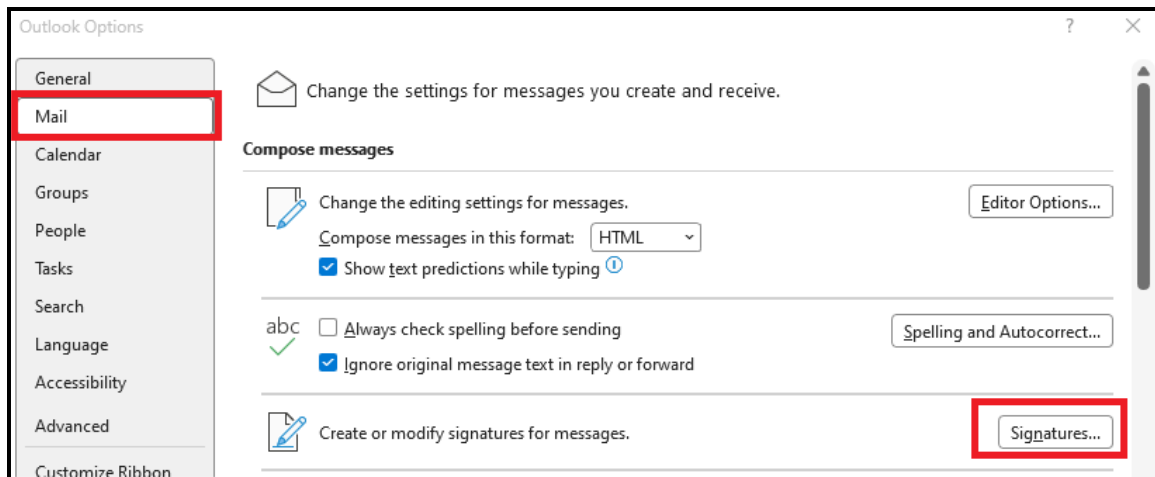 Outlook Options
?
General
Mail
Calendar
Groups
People
Tasks
Search
Language
Accessibility
Advanced
Customize Ribbon
Change the settings for messages you create and receive.
Compose messages
Change the editing settings for messages.
Editor Options...
Compose messages in this format: HTML
Show text predictions while typing
abc
Always check spelling before sending
Spelling and Autocorrect...
Ignore original message text in reply or forward
Create or modify signatures for messages.
Signatures...